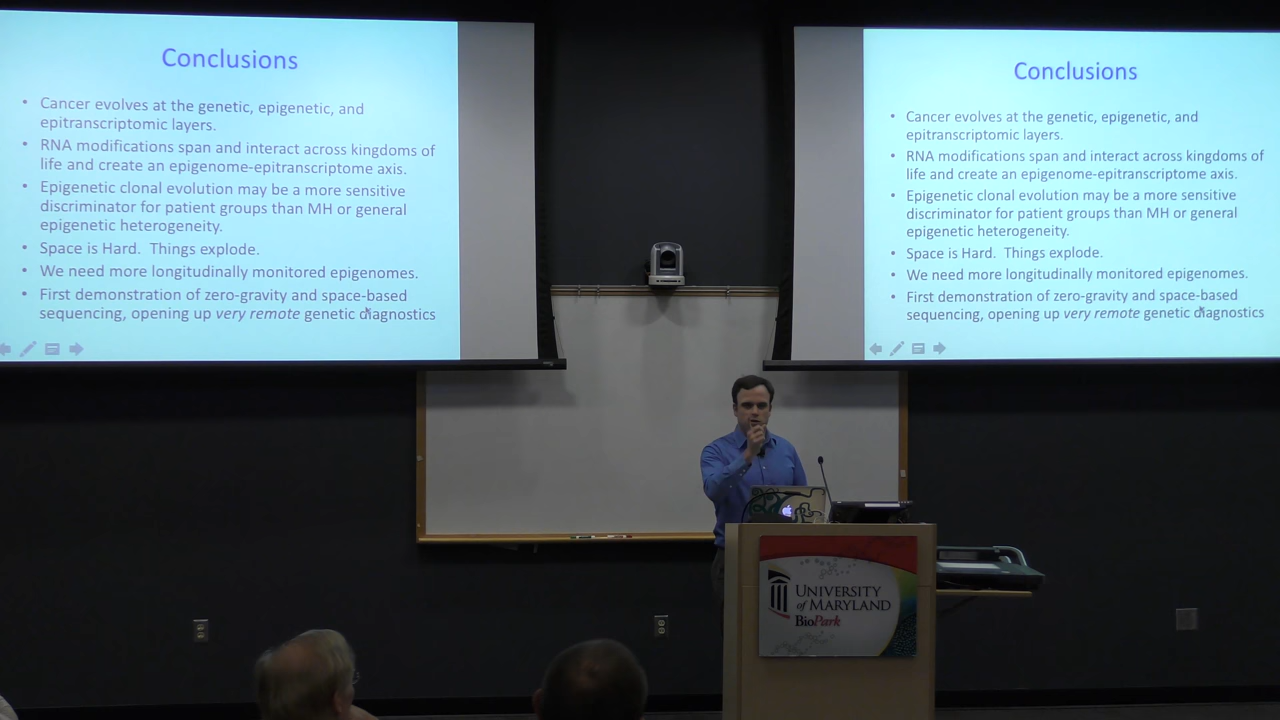 Conclusions
• Cancer evolves at the genetic, epigenetic, and
epitranscriptomic layers.
• RNA modifications span and interact across kingdoms of
life and create an epigenome-epitranscriptome axis.
• Epigenetic clonal evolution may be a more sensitive
discriminator for patient groups than MH or general
epigenetic heterogeneity.
• Space is Hard. Things explode.
• We need more longitudinally monitored epigenomes.
• First demonstration of zero-gravity and space-based
sequencing, opening up very remote genetic diagnostics
Conclusions
• Cancer evolves at the genetic, epigenetic, and
epitranscriptomic layers.
• RNA modifications span and interact across kingdoms of
life and create an epigenome-epitranscriptome axis.
• Epigenetic clonal evolution may be a more sensitive
discriminator for patient groups than MH or general
epigenetic heterogeneity.
• Space is Hard. Things explode.
• We need more longitudinally monitored epigenomes.
• First demonstration of zero-gravity and space-based
sequencing, opening up very remote genetic diagnostics
UNIVERSITY
of MARYLAND
BioPark